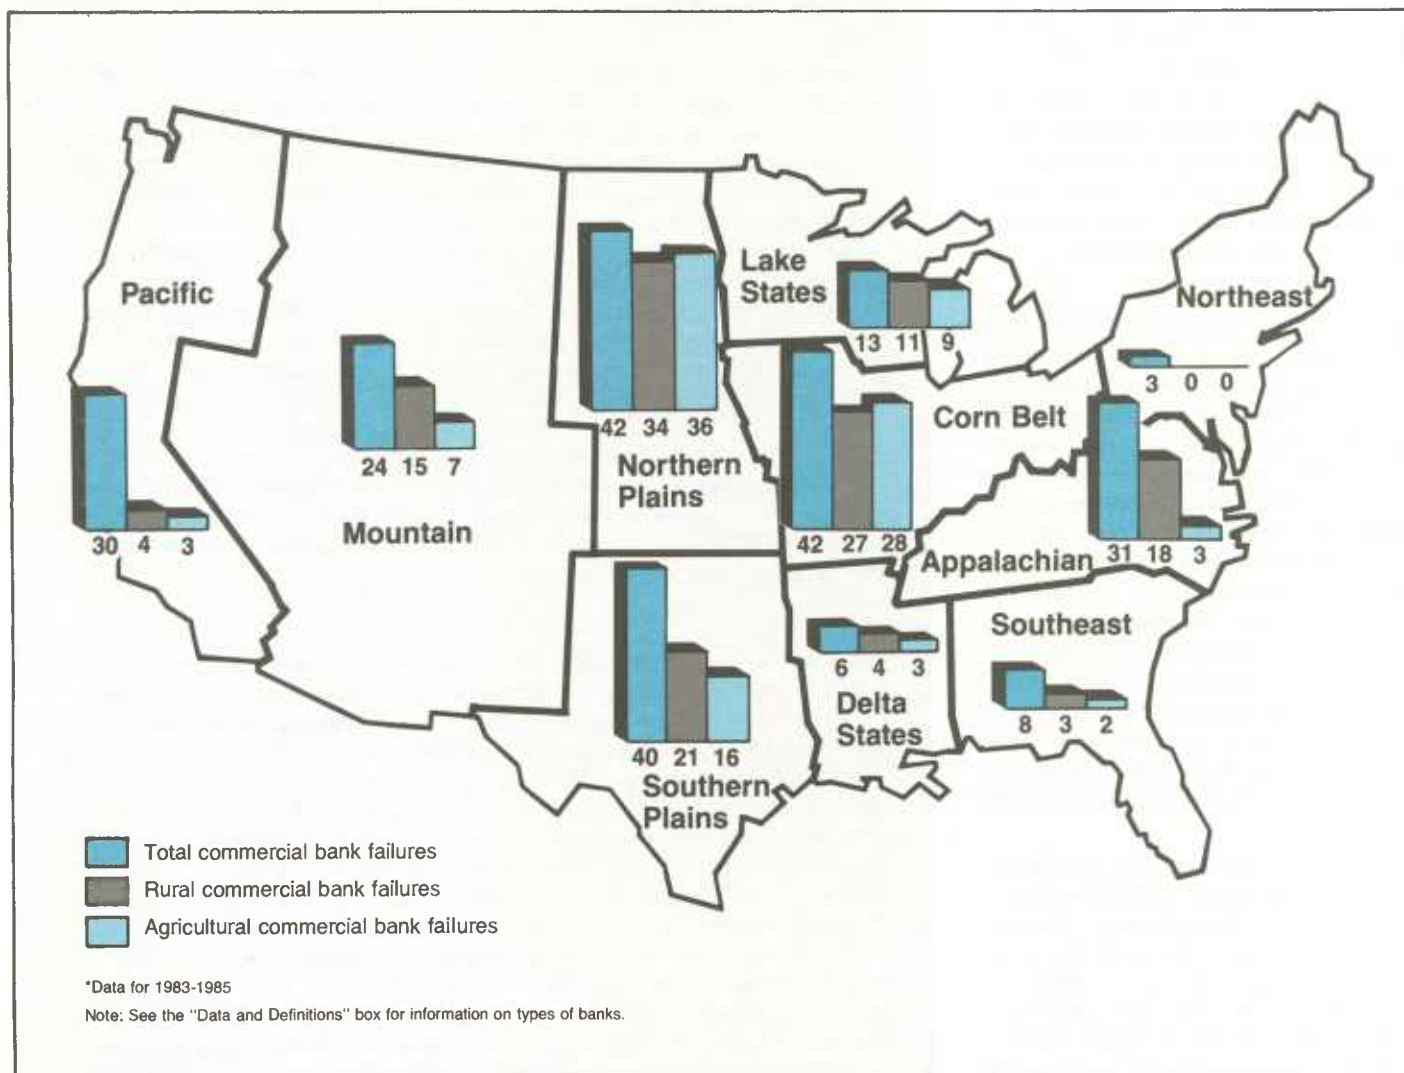 Pacific
30 4 3
24 15 7
Mountain
42 34 36
Northern
Plains
Lake
States
13 11 9
Northeast
3 0 0
42 27 28
Corn Belt
31 18 3
Appalachian
40 21 16
Southern
Plains
6 4 3
Delta
States
Southeast
8 3 2
Total commercial bank failures
Rural commercial bank failures
Agricultural commercial bank failures
*Data for 1983-1985
Note: See the "Data and Definitions" box for information on types of banks.